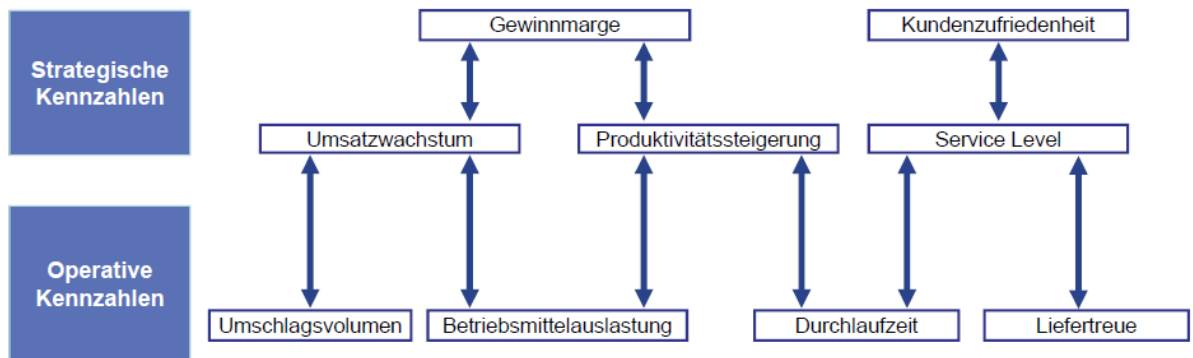 Gewinnmarge
Kundenzufriedenheit
Strategische
Kennzahlen
Umsatzwachstum
Produktivitätssteigerung
Service Level
Operative
Kennzahlen
Umschlagsvolumen
Betriebsmittelauslastung
Durchlaufzeit
Liefertreue